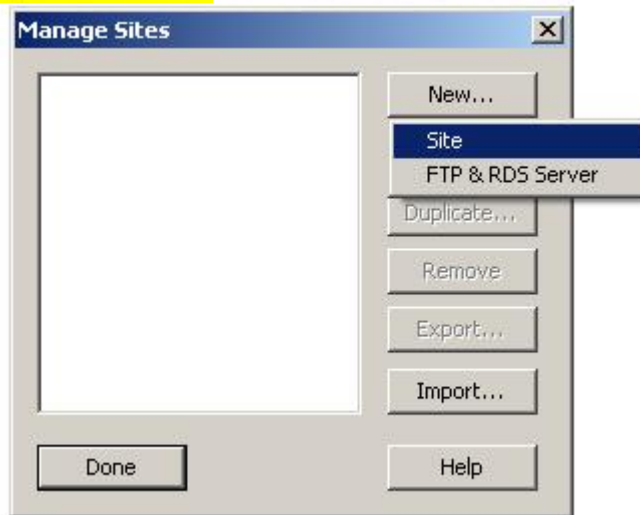 Manage Sites
New...
Site
FTP & RDS Server
Duplicate...
Remove
Export...
Import...
Done
Help